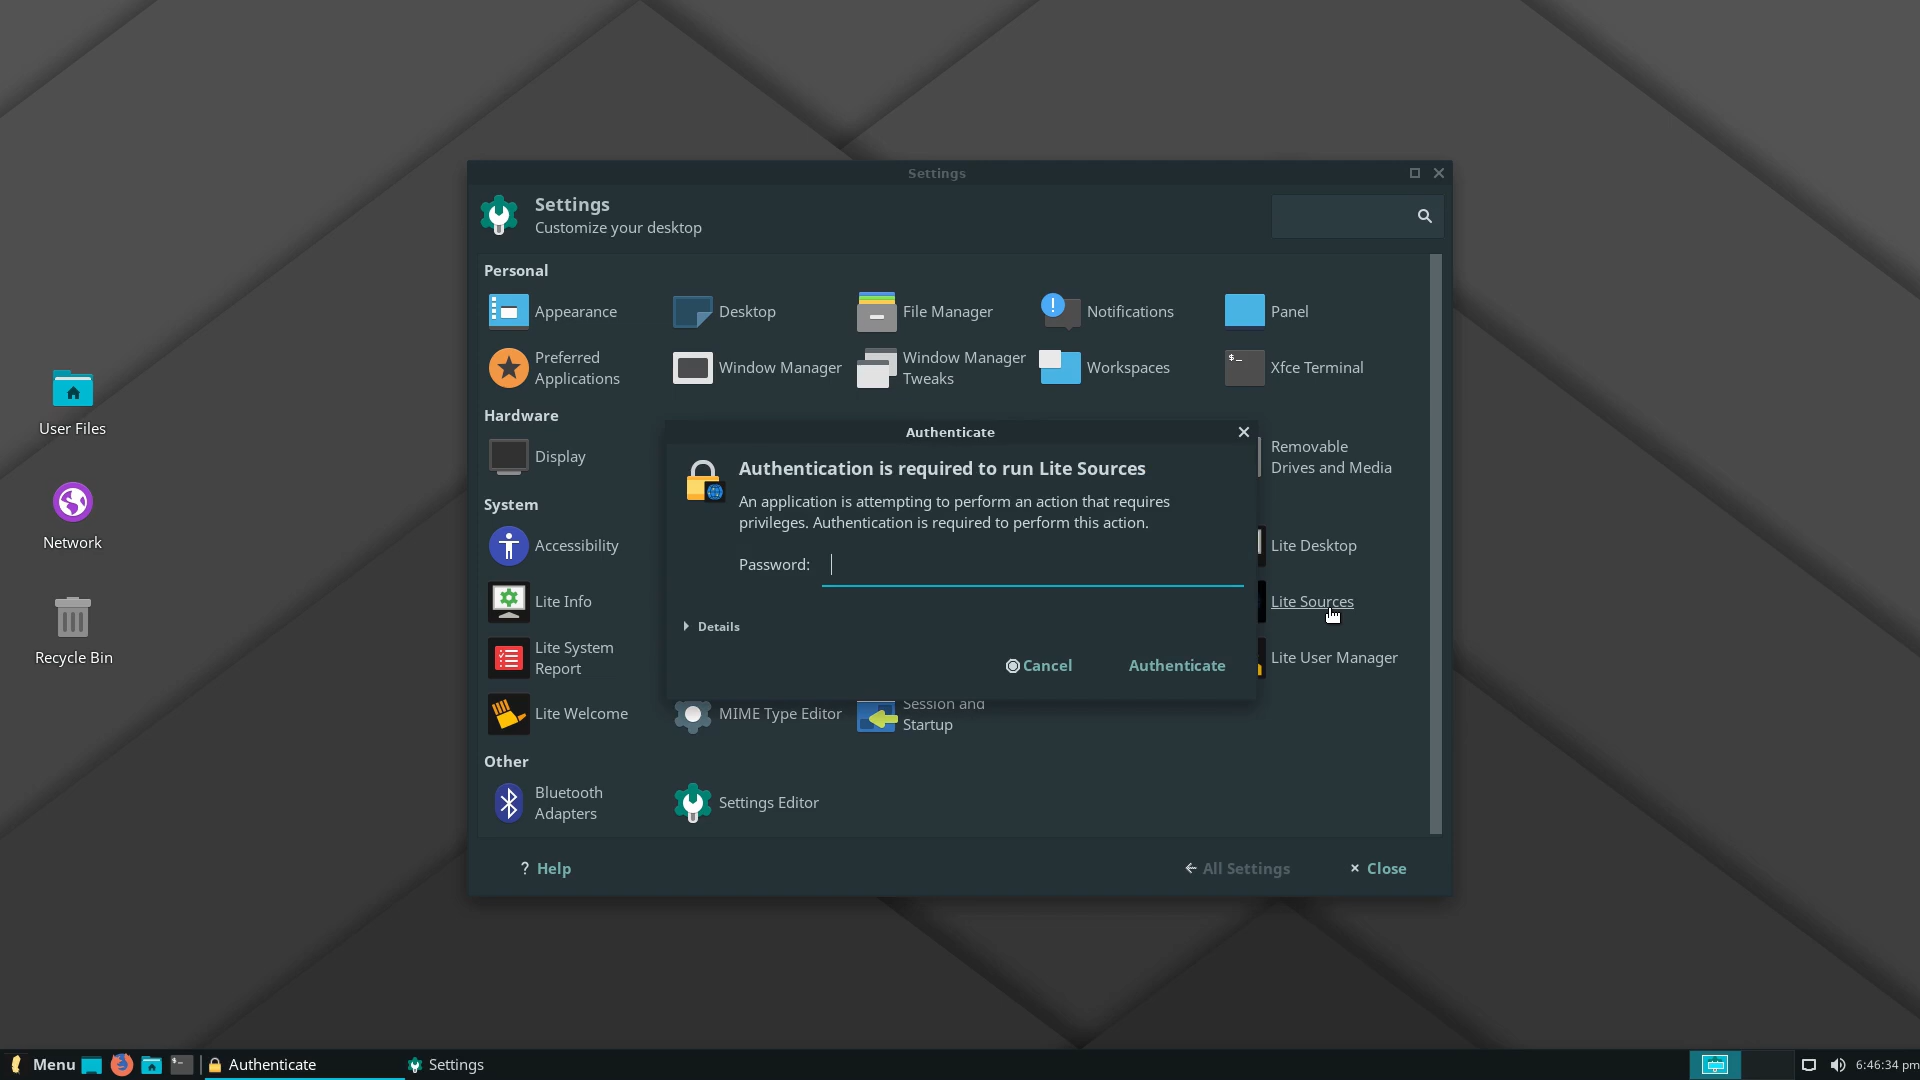 Settings
Settings
Customize your desktop
Personal
Appearance
Desktop
File Manager
Notifications
Panel
Preferred
Applications
Window Manager
Window Manager
Tweaks
Workspaces
$_
Xfce Terminal
Hardware
Display
Removable
Drives and Media
Authenticate
Authentication is required to run Lite Sources
An application is attempting to perform an action that requires
privileges. Authentication is required to perform this action.
Password:
Details
Cancel
Authenticate
System
Accessibility
Lite Desktop
Lite Info
Lite Sources
Lite System
Report
Lite User Manager
Lite Welcome
MIME Type Editor
Session and
Startup
Other
Bluetooth
Adapters
Settings Editor
? Help
All Settings
Close
User Files
Network
Recycle Bin
Menu
Authenticate
Settings
6:46:34 pm